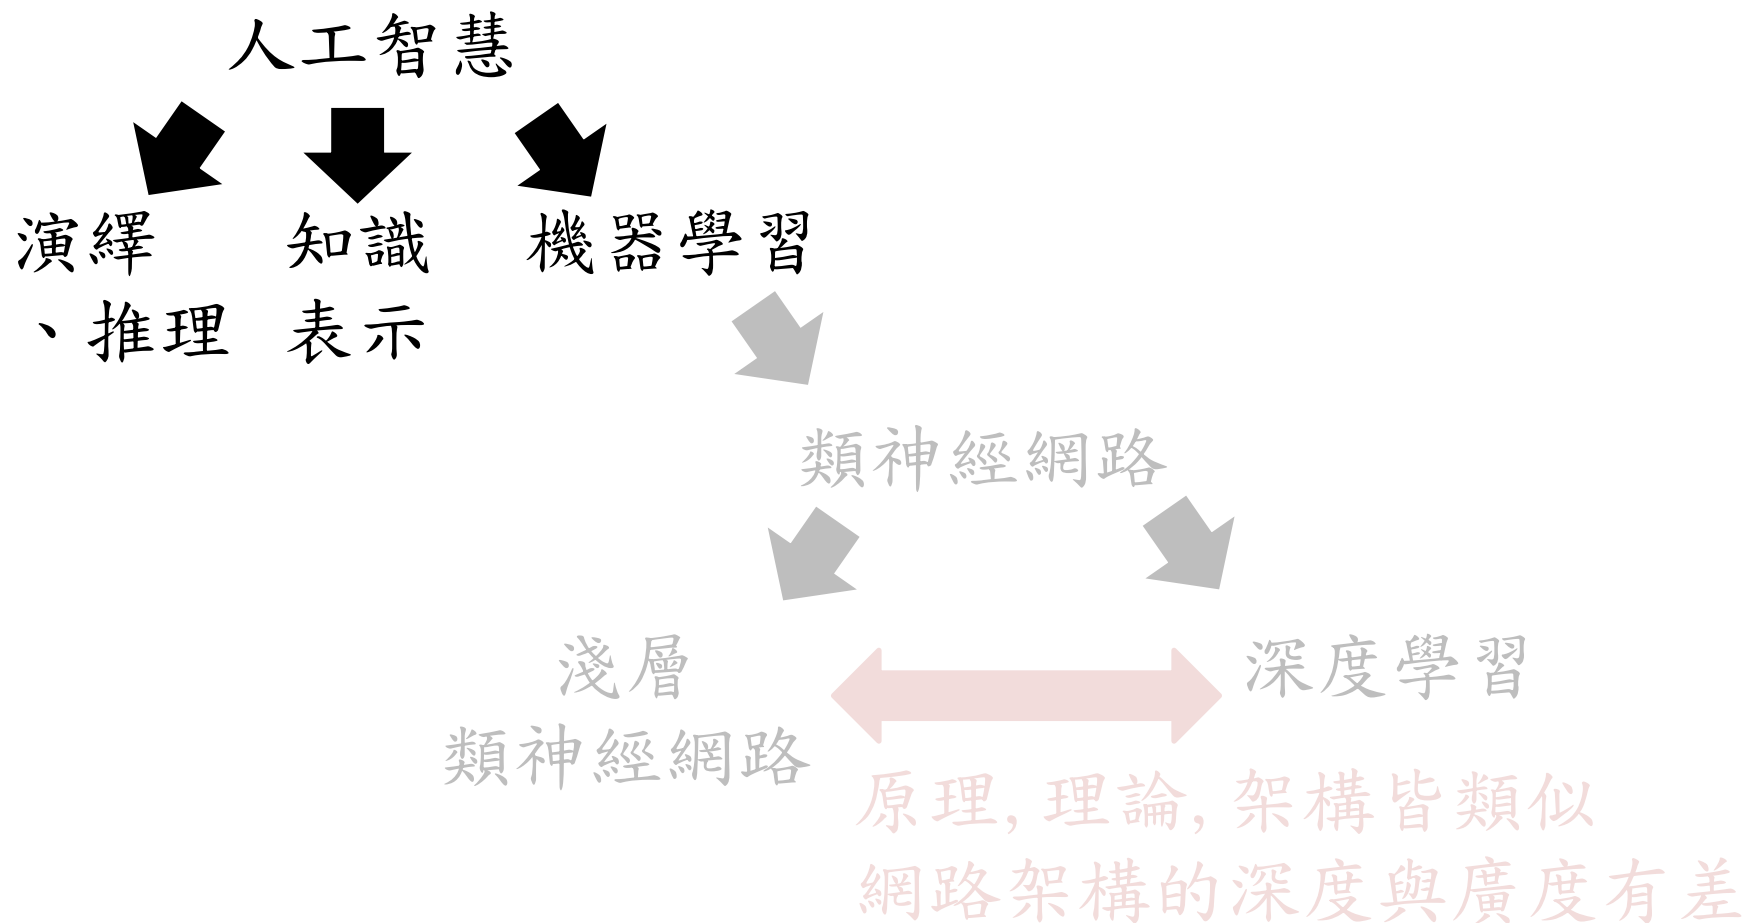 人工智慧
演繹 知識 機器學習
、推理 表示
類神經網路
淺層 深度學習
類神經網路
原理,理論,架構皆類似
網路架構的深度與廣度有差